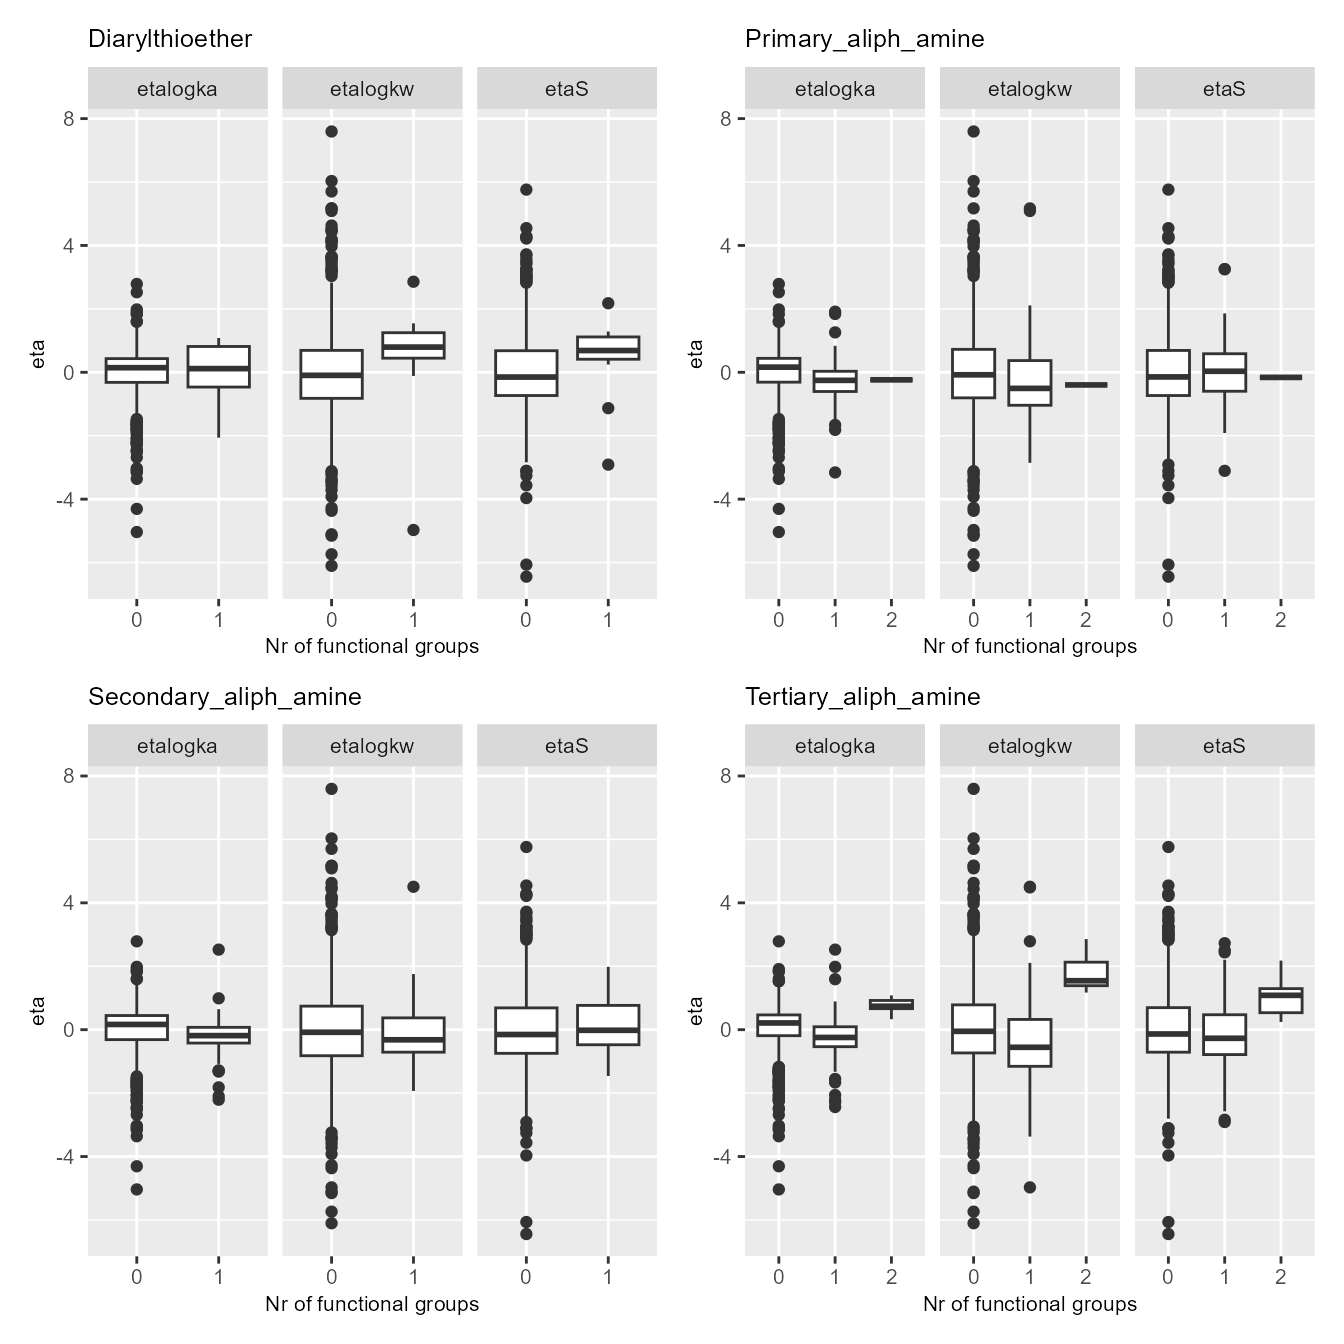 Diarylthioether
etalogka etalogkw etaS
8
4
0
-4
eta
0 1 0 1 0 1
Nr of functional groups
Primary_aliph_amine
etalogka etalogkw etaS
8
4
0
-4
eta
0 1 2 0 1 2 0 1 2
Nr of functional groups
Secondary_aliph_amine
etalogka etalogkw etaS
8
4
0
-4
eta
0 1 0 1 0 1
Nr of functional groups
Tertiary_aliph_amine
etalogka etalogkw etaS
8
4
0
-4
eta
0 1 2 0 1 2 0 1 2
Nr of functional groups